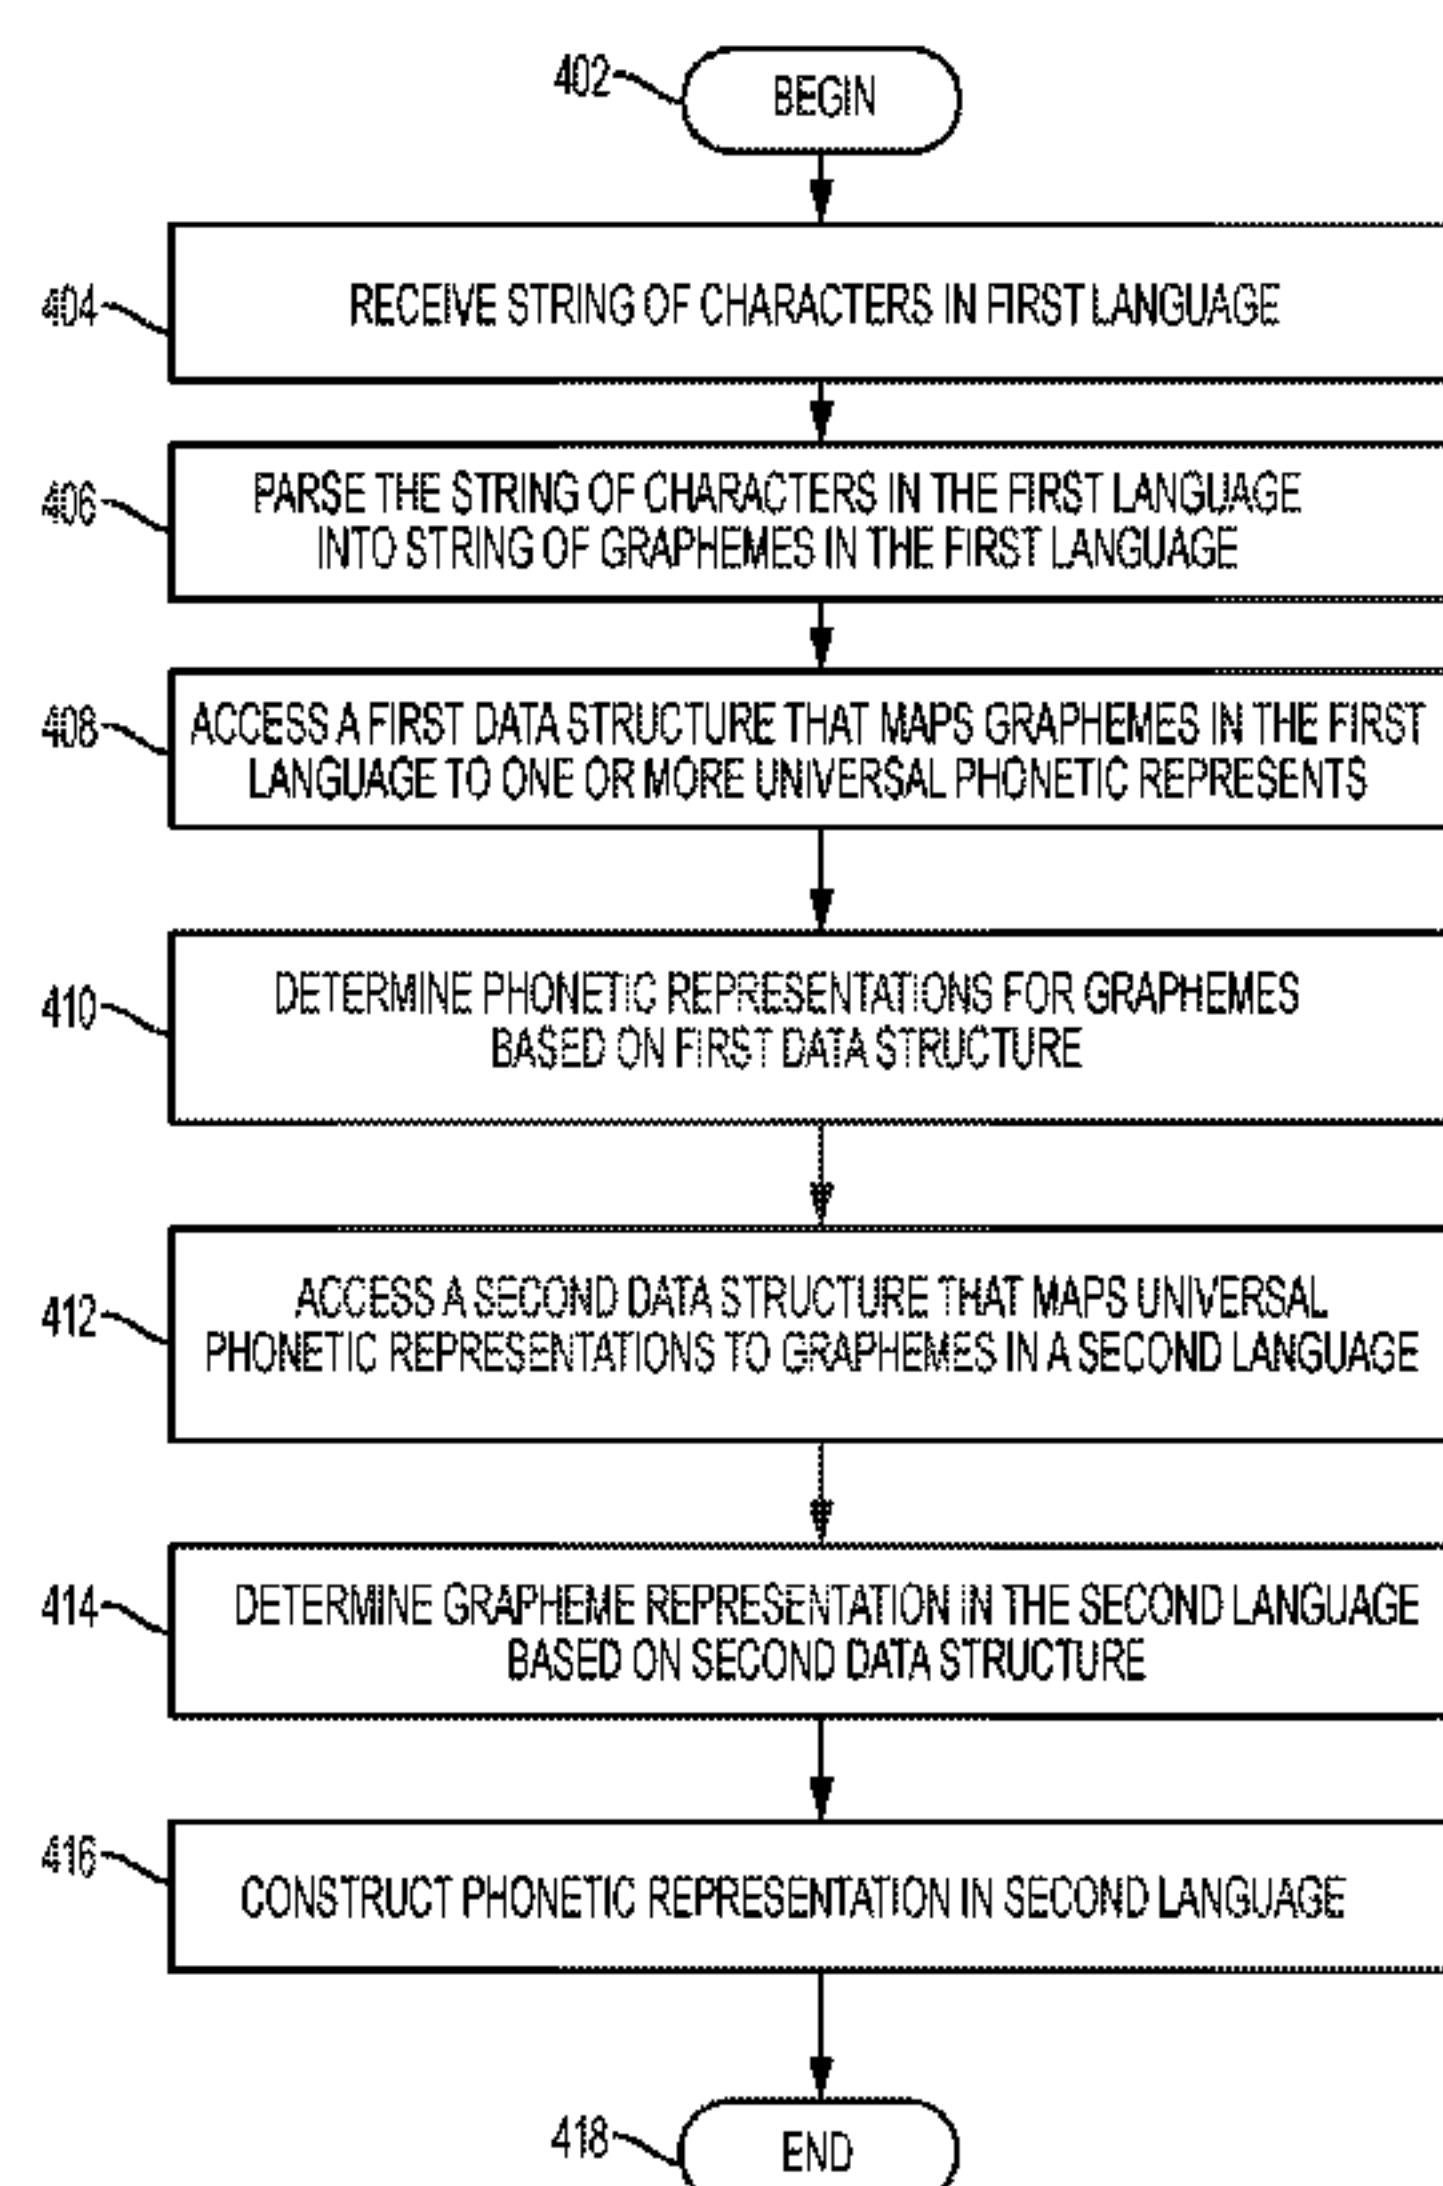 402
BEGIN
404
RECEIVE STRING OF CHARACTERS IN FIRST LANGUAGE
406
PARSE THE STRING OF CHARACTERS IN THE FIRST LANGUAGE
INTO STRING OF GRAPHEMES IN THE FIRST LANGUAGE
408
ACCESS A FIRST DATA STRUCTURE THAT MAPS GRAPHEMES IN THE FIRST
LANGUAGE TO ONE OR MORE UNIVERSAL PHONETIC REPRESENTS
410
DETERMINE PHONETIC REPRESENTATIONS FOR GRAPHEMES
BASED ON FIRST DATA STRUCTURE
412
ACCESS A SECOND DATA STRUCTURE THAT MAPS UNIVERSAL
PHONETIC REPRESENTATIONS TO GRAPHEMES IN A SECOND LANGUAGE
414
DETERMINE GRAPHEME REPRESENTATION IN THE SECOND LANGUAGE
BASED ON SECOND DATA STRUCTURE
416
CONSTRUCT PHONETIC REPRESENTATION IN SECOND LANGUAGE
418
END